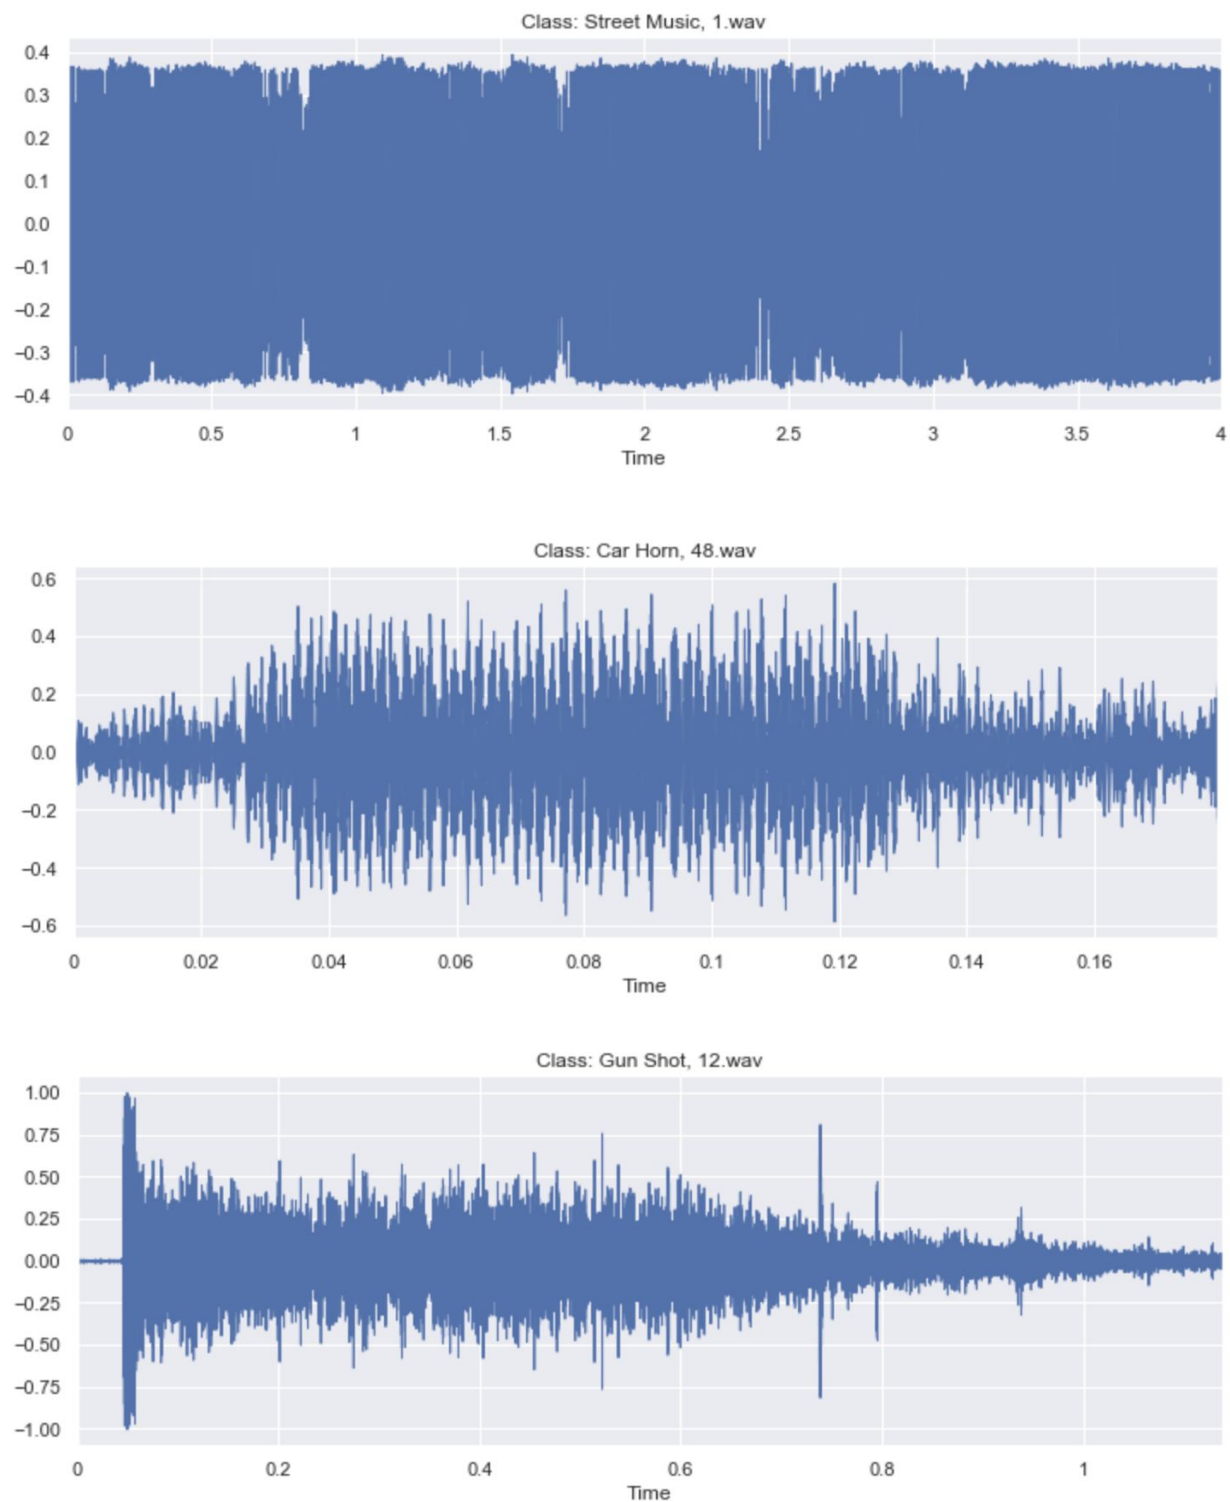 Class: Street Music, 1.wav
0.4
0.3
0.2
0.1
0.0
−0.1
−0.2
−0.3
−0.4
0 0.5 1 1.5 2 2.5 3 3.5 4
Time
Class: Car Horn, 48.wav
0.6
0.4
0.2
0.0
−0.2
−0.4
−0.6
0 0.02 0.04 0.06 0.08 0.1 0.12 0.14 0.16
Time
Class: Gun Shot, 12.wav
1.00
0.75
0.50
0.25
0.00
−0.25
−0.50
−0.75
−1.00
0 0.2 0.4 0.6 0.8 1
Time